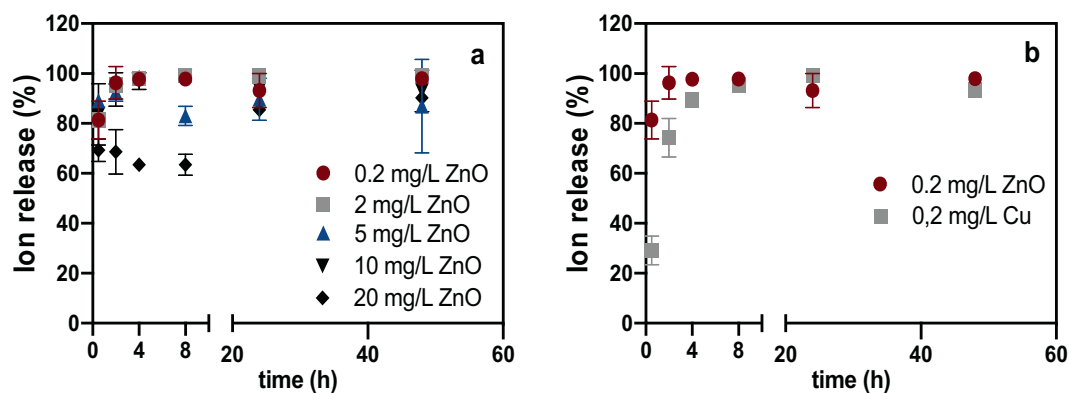 120
100
80
60
40
20
0
Ion release (%)
a
0.2 mg/L ZnO
2 mg/L ZnO
5 mg/L ZnO
10 mg/L ZnO
20 mg/L ZnO
0 4 8 20 40 60
time (h)
120
100
80
60
40
20
0
Ion release (%)
b
0.2 mg/L ZnO
0,2 mg/L Cu
0 4 8 20 40 60
time (h)